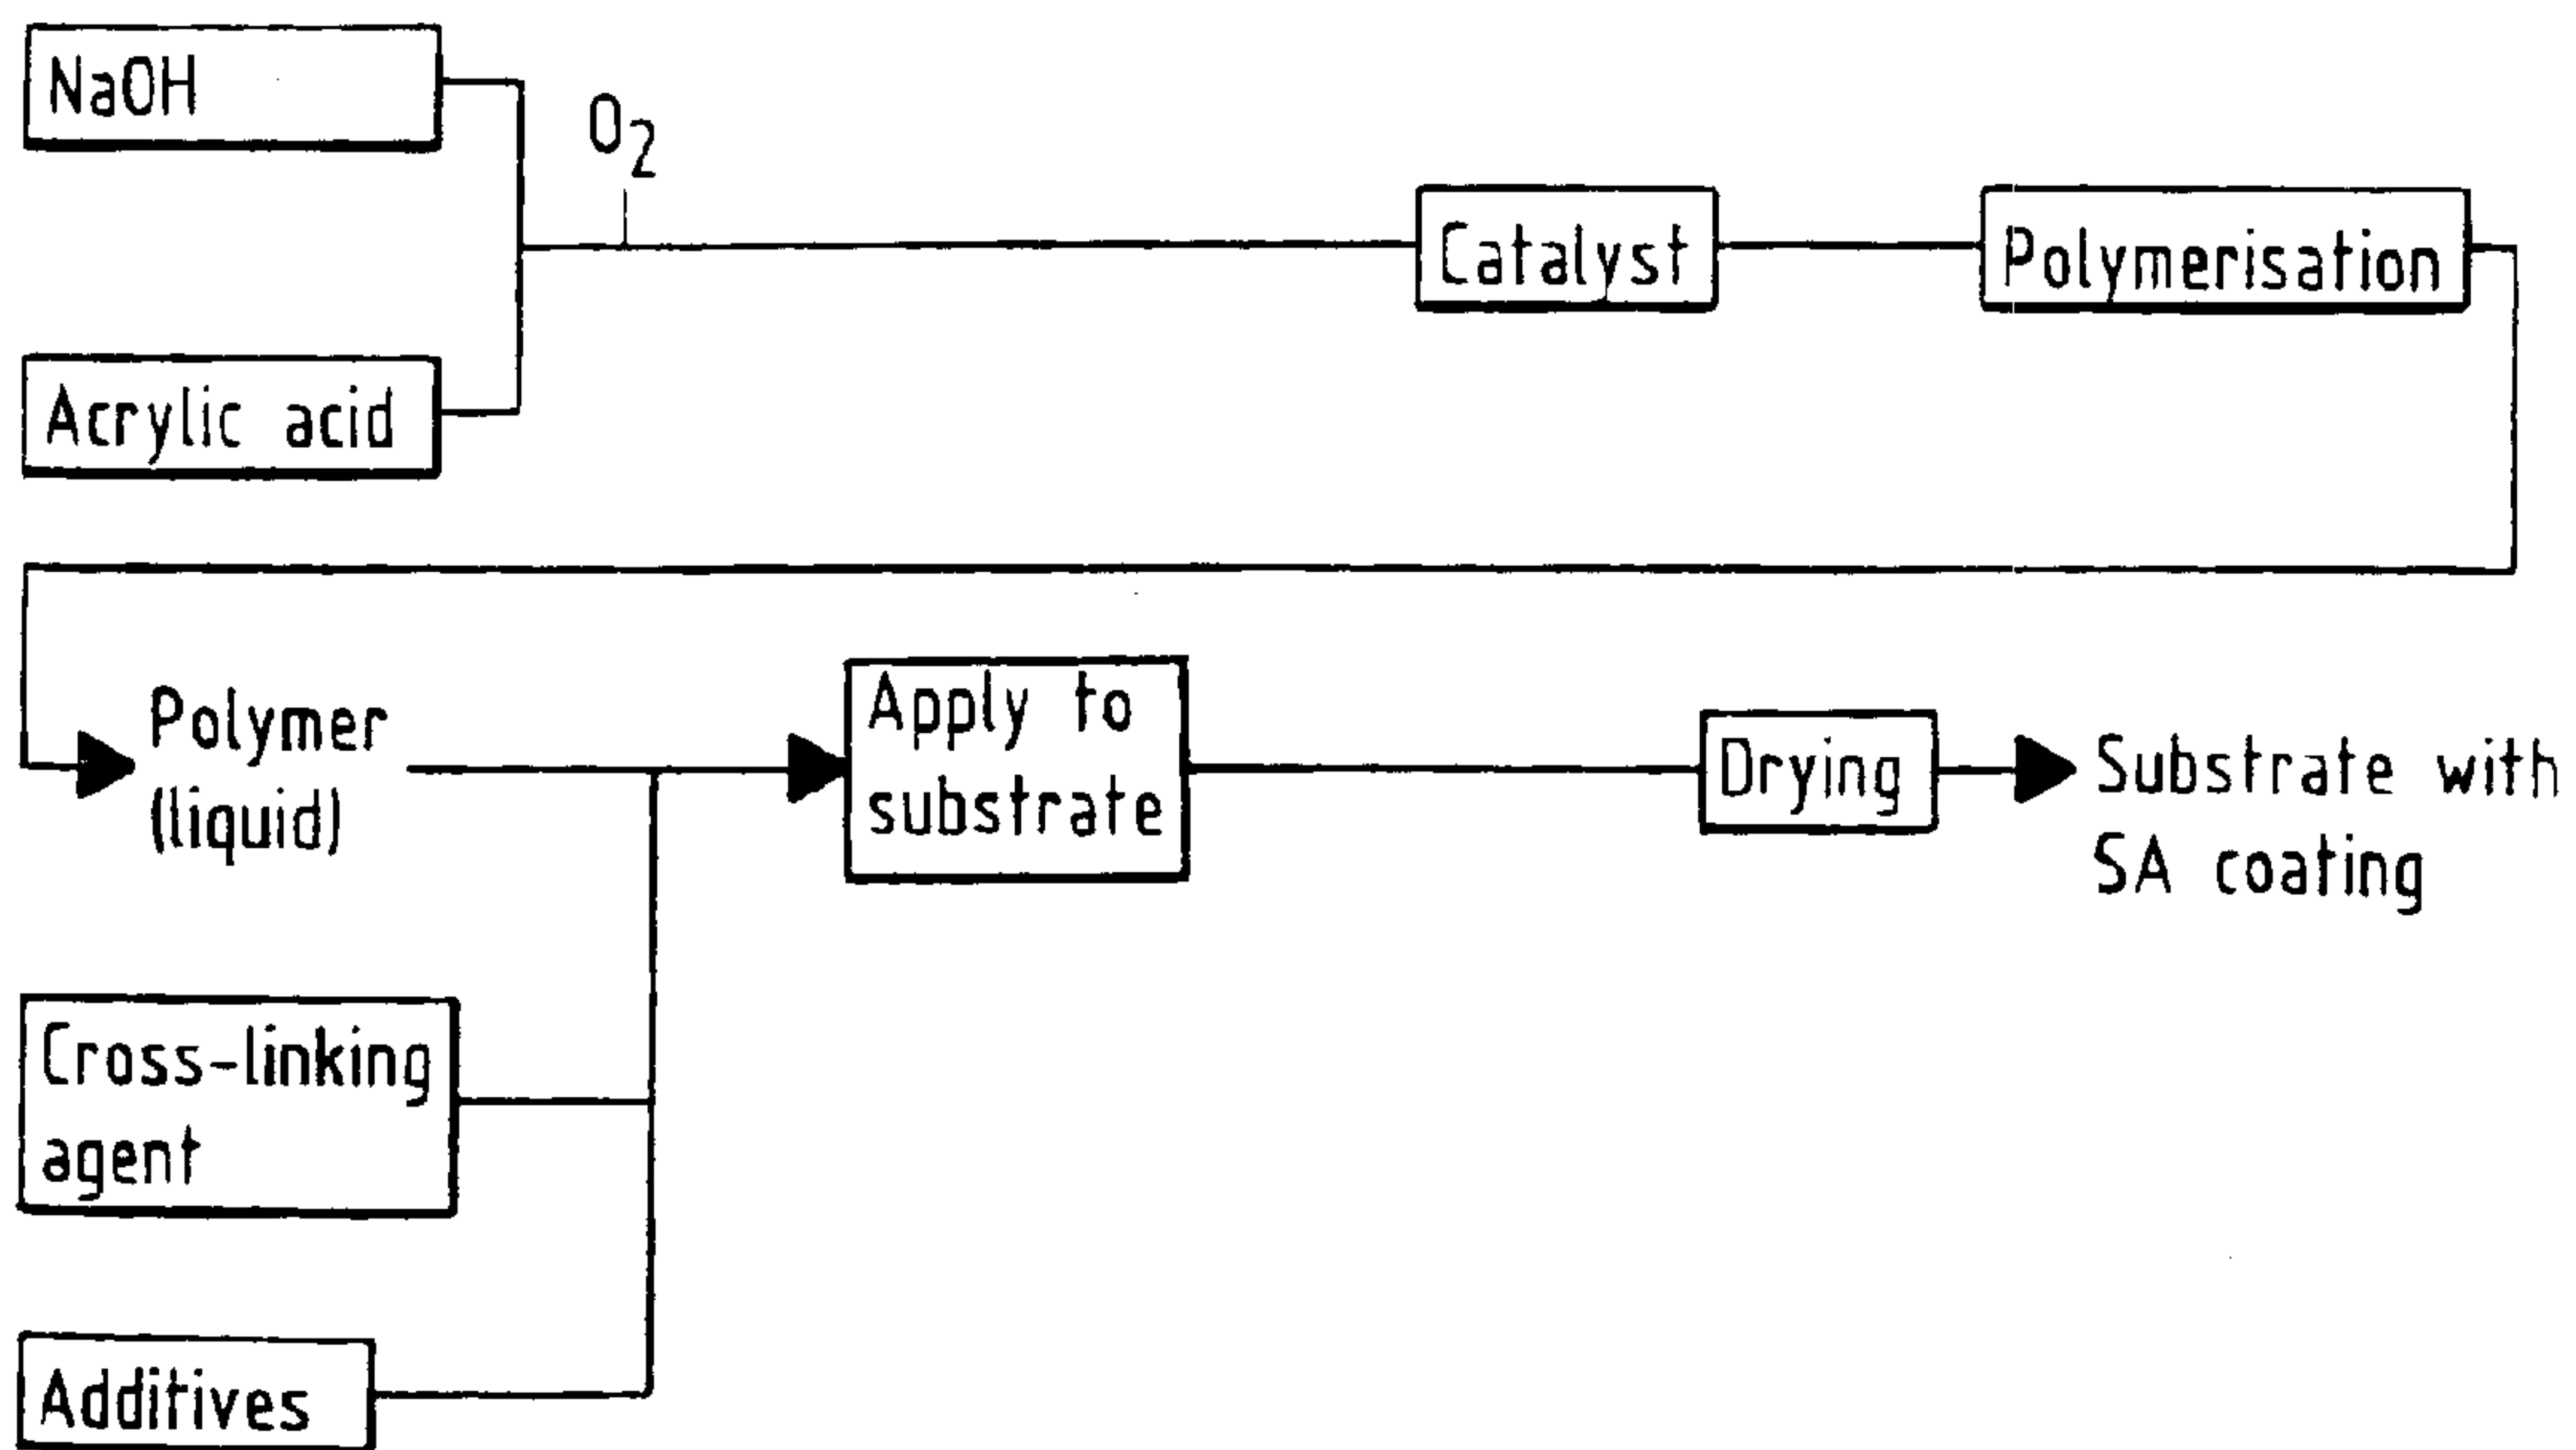 NaOH
O2
Catalyst
Polymerisation
Acrylic acid
Polymer
(liquid)
Apply to
substrate
Drying
Substrate with
SA coating
Cross-linking
agent
Additives